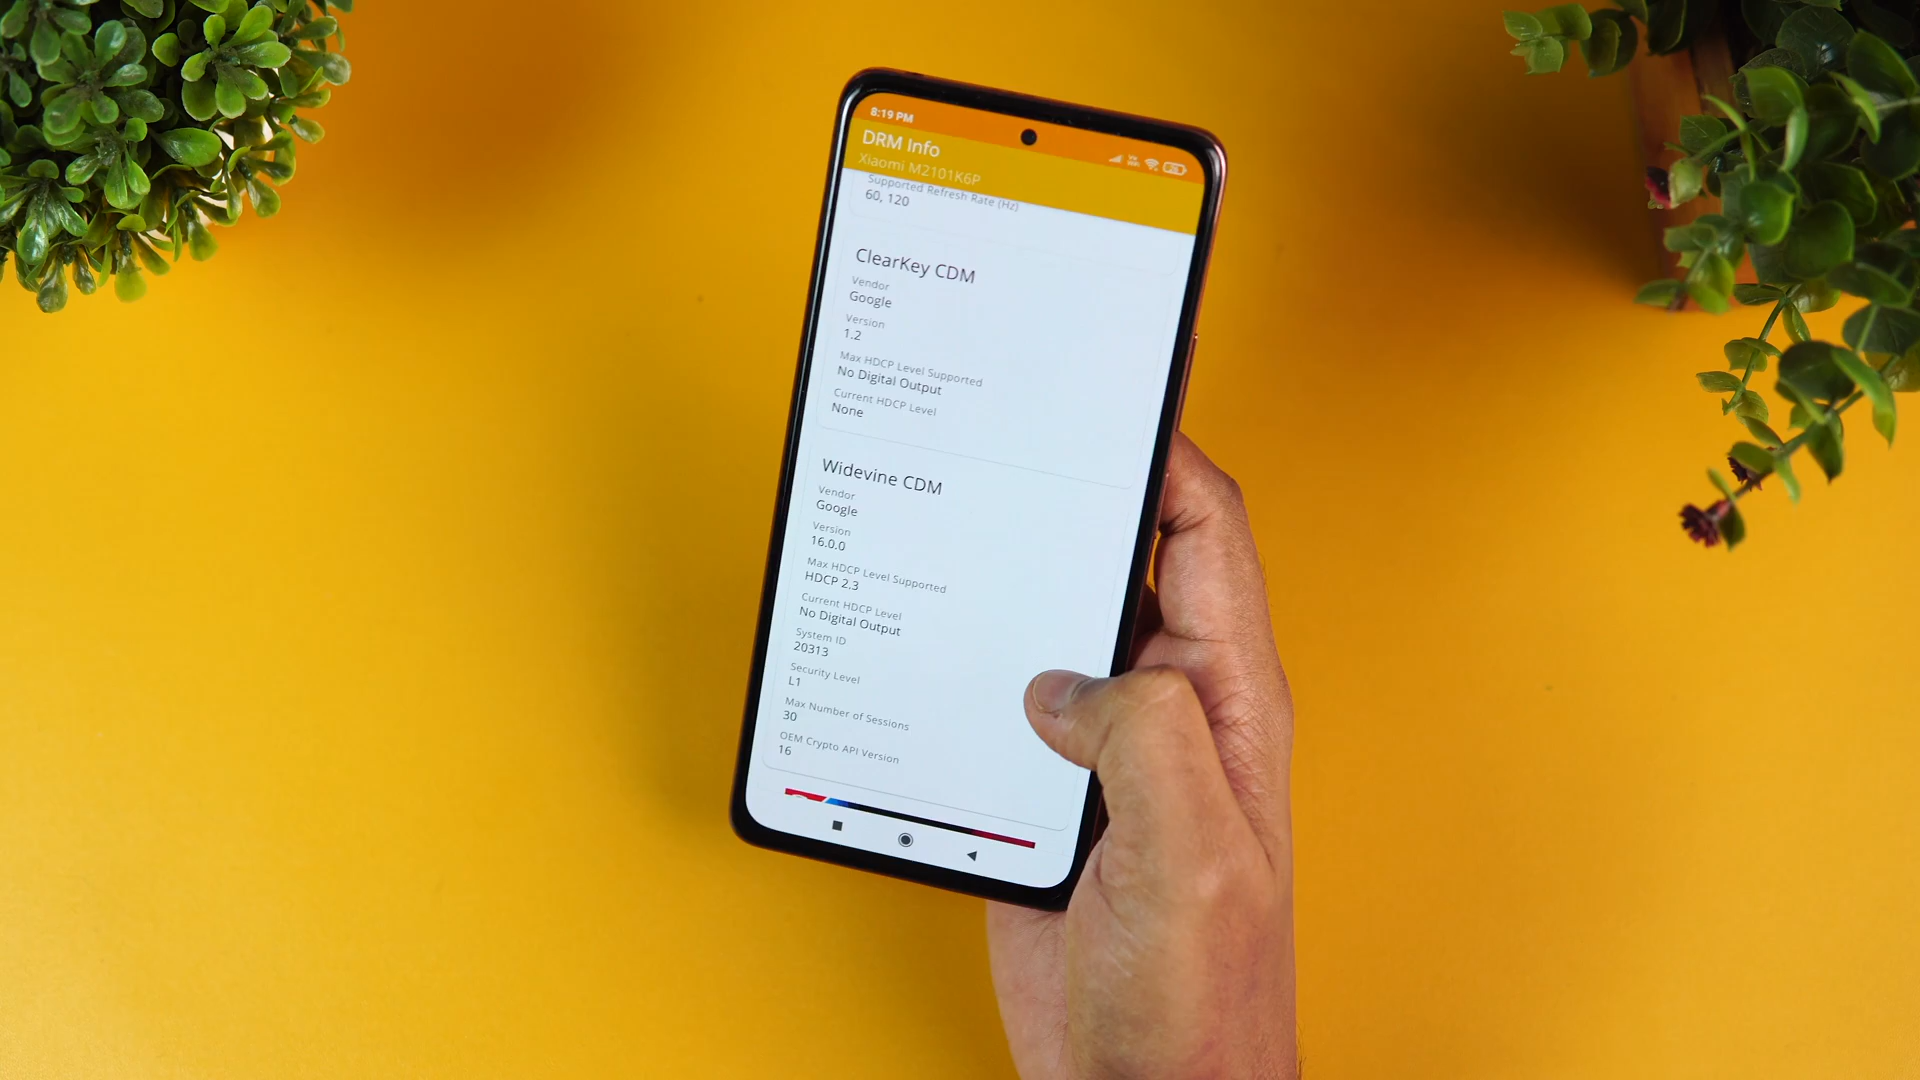 8:19 PM
DRM Info
Xiaomi M2101K6P
Supported Refresh Rate (Hz)
60, 120
ClearKey CDM
Vendor
Google
Version
1.2
Max HDCP Level Supported
No Digital Output
Current HDCP Level
None
Widevine CDM
Vendor
Google
Version
16.0.0
Max HDCP Level Supported
HDCP 2.3
Current HDCP Level
No Digital Output
System ID
20313
Security Level
L1
Max Number of Sessions
30
OEM Crypto API Version
16